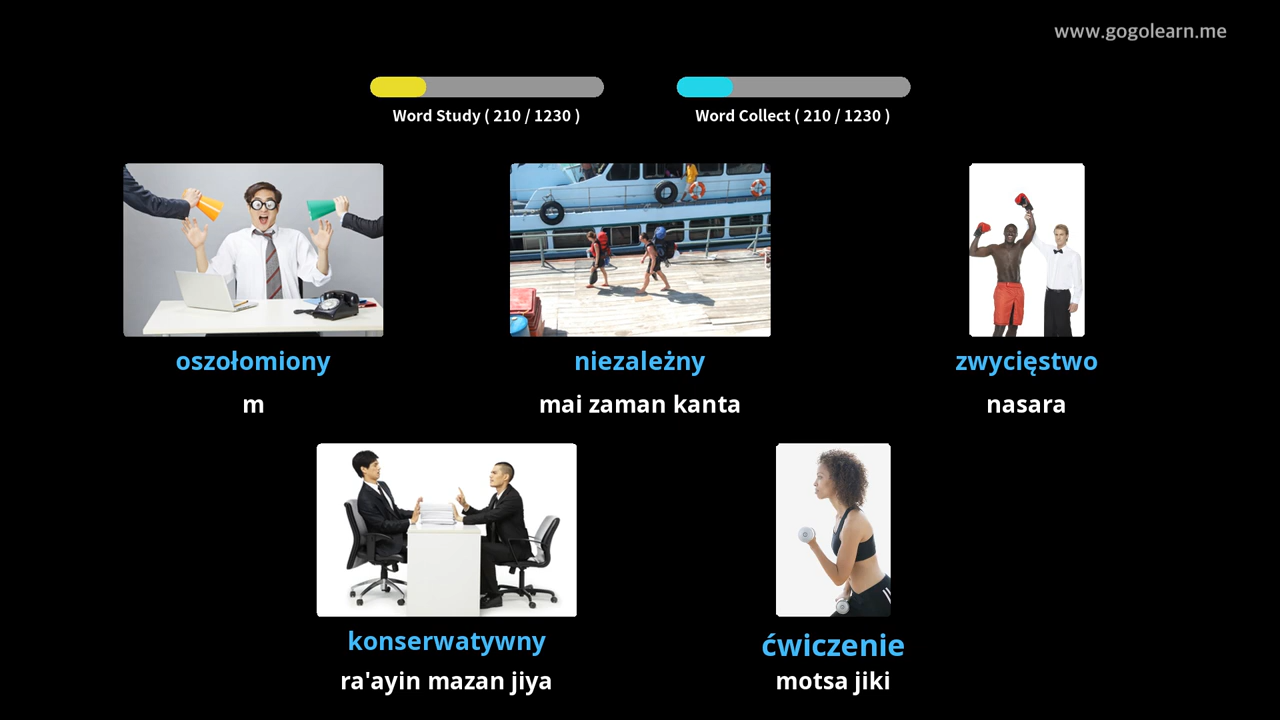 www.gogolearn.me
Word Study ( 210 / 1230 )
Word Collect ( 210 / 1230 )
oszołomiony
niezależny
zwycięstwo
m
mai zaman kanta
nasara
konserwatywny
ćwiczenie
ra'ayin mazan jiya
motsa jiki